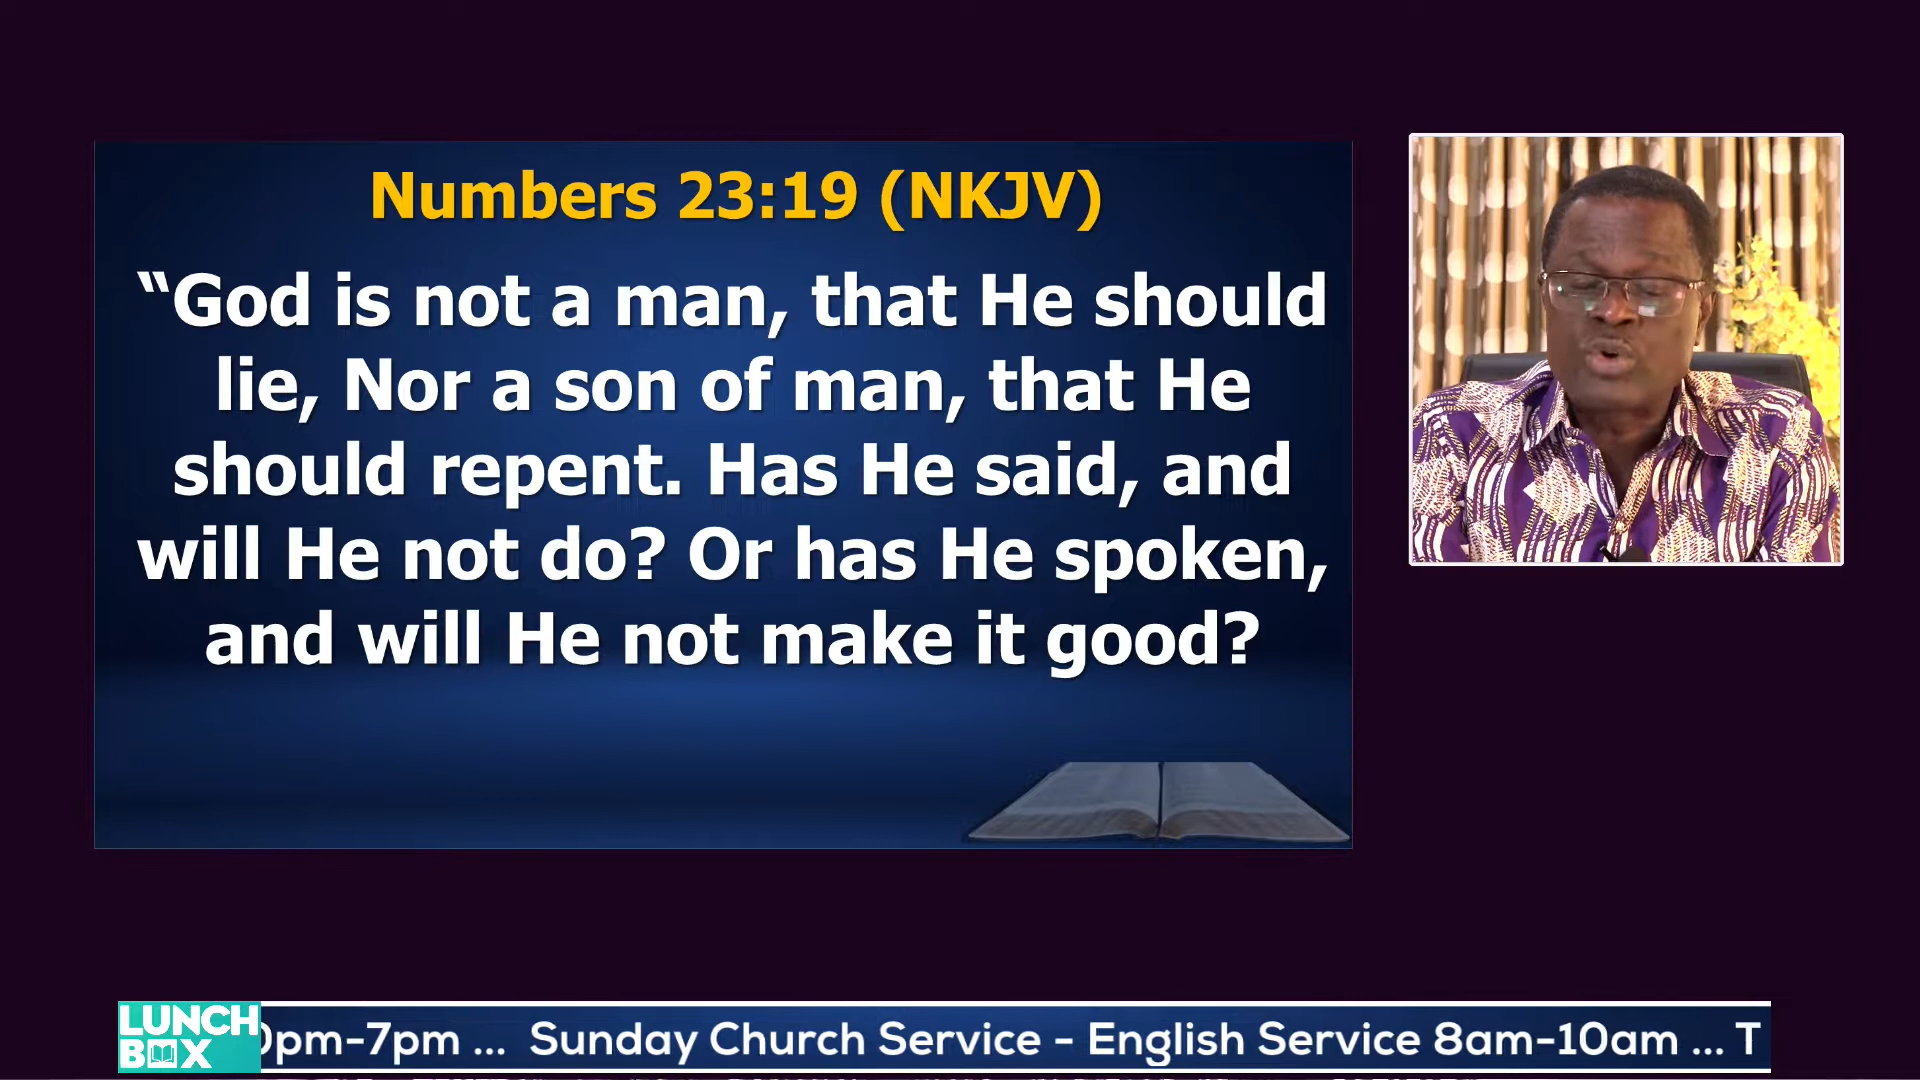 Numbers 23:19 (NKJV)
“God is not a man, that He should
lie, Nor a son of man, that He
should repent. Has He said, and
will He not do? Or has He spoken,
and will He not make it good?
LUNCH
BOX
0pm-7pm ... Sunday Church Service - English Service 8am-10am ... T